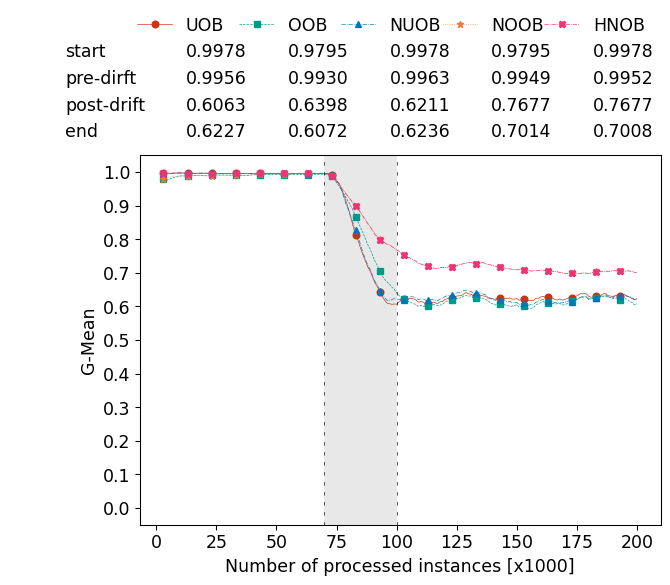 UOB OOB NUOB NOOB HNOB
start 0.9978 0.9795 0.9978 0.9795 0.9978
pre-dirft 0.9956 0.9930 0.9963 0.9949 0.9952
post-drift 0.6063 0.6398 0.6211 0.7677 0.7677
end 0.6227 0.6072 0.6236 0.7014 0.7008
1.0
0.9
0.8
0.7
0.6
0.5
0.4
0.3
0.2
0.1
0.0
G-Mean
0 25 50 75 100 125 150 175 200
Number of processed instances [x1000]